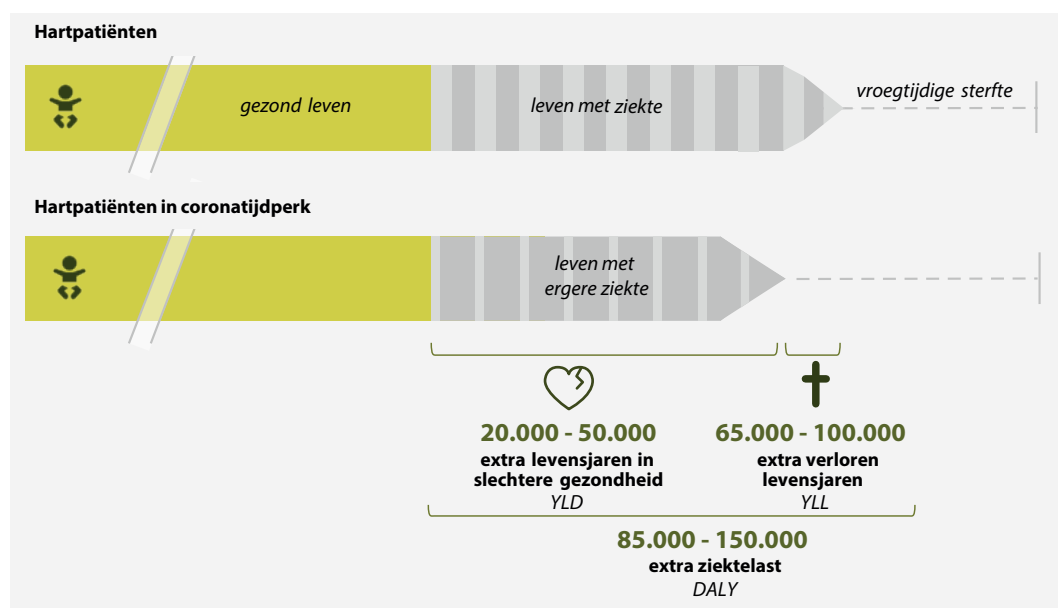 Hartpatiënten
gezond leven
leven met ziekte
vroegtijdige sterfte
Hartpatiënten in coronatijdperk
leven met
ergere ziekte
20.000 - 50.000
extra levensjaren in
slechtere gezondheid
YLD
65.000 - 100.000
extra verloren
levensjaren
YLL
85.000 - 150.000
extra ziektelast
DALY